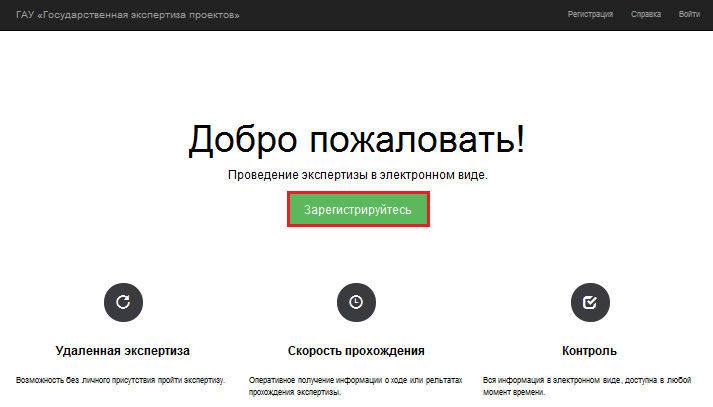 ГАУ «Государственная экспертиза проектов»
Регистрация Справка Войти
Добро пожаловать!
Проведение экспертизы в электронном виде.
Зарегистрируйтесь
Удаленная экспертиза
Возможность без личного присутствия пройти экспертизу.
Скорость прохождения
Оперативное получение информации о ходе или рельтатах
прохождения экспертизы.
Контроль
Вся информация в электронном виде, доступна в любой
момент времени.